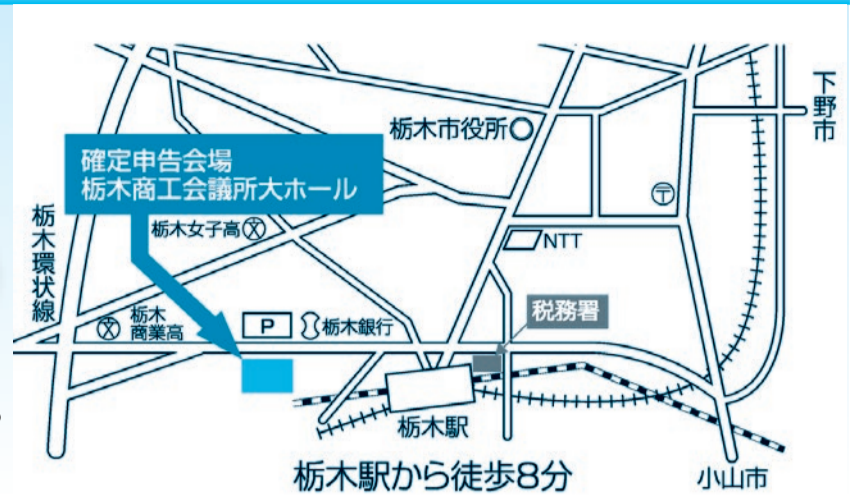 下野市
栃木市役所
確定申告会場
栃木商工会議所大ホール
〒
栃木環状線
栃木女子高
文
NTT
税務署
文
栃木
商業高
P
栃木銀行
栃木駅
栃木駅から徒歩8分
小山市